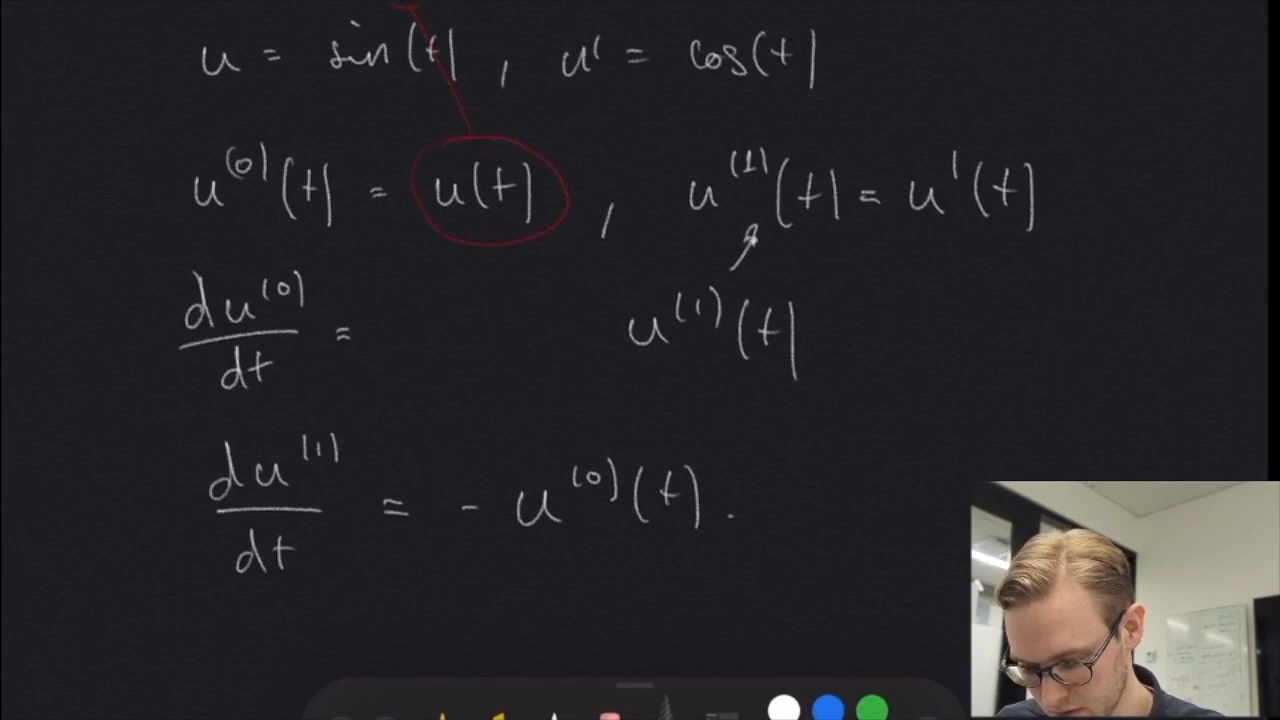 u = sin(t), u' = cos(t)
u^(0)(t) = u(t), u^(1)(t) = u'(t)
du^(0)/dt = u^(1)(t)
du^(1)/dt = - u^(0)(t).